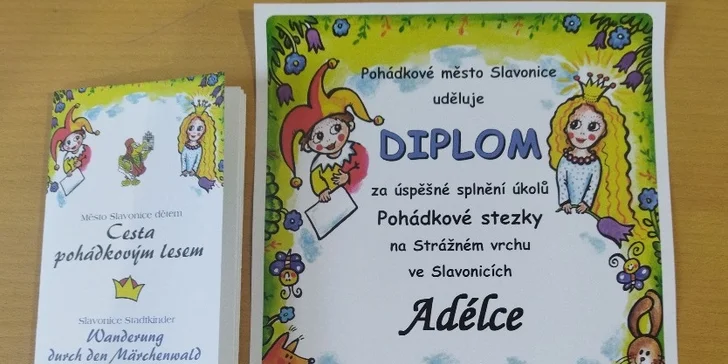 Město Slavonice dětem
Cesta
pohádkovým lesem
Slavonice Stadtkinder
Wanderung
durch den Märchenwald
Pohádkové město Slavonice
uděluje
DIPLOM
za úspěšné splnění úkolů
Pohádkové stezky
na Strážném vrchu
ve Slavonicích
Adélce